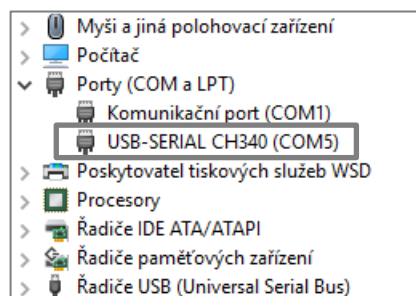 Myši a jiná polohovací zařízení
Počítač
Porty (COM a LPT)
Komunikační port (COM1)
USB-SERIAL CH340 (COM5)
Poskytovatel tiskových služeb WSD
Procesory
Řadiče IDE ATA/ATAPI
Řadiče paměťových zařízení
Řadiče USB (Universal Serial Bus)